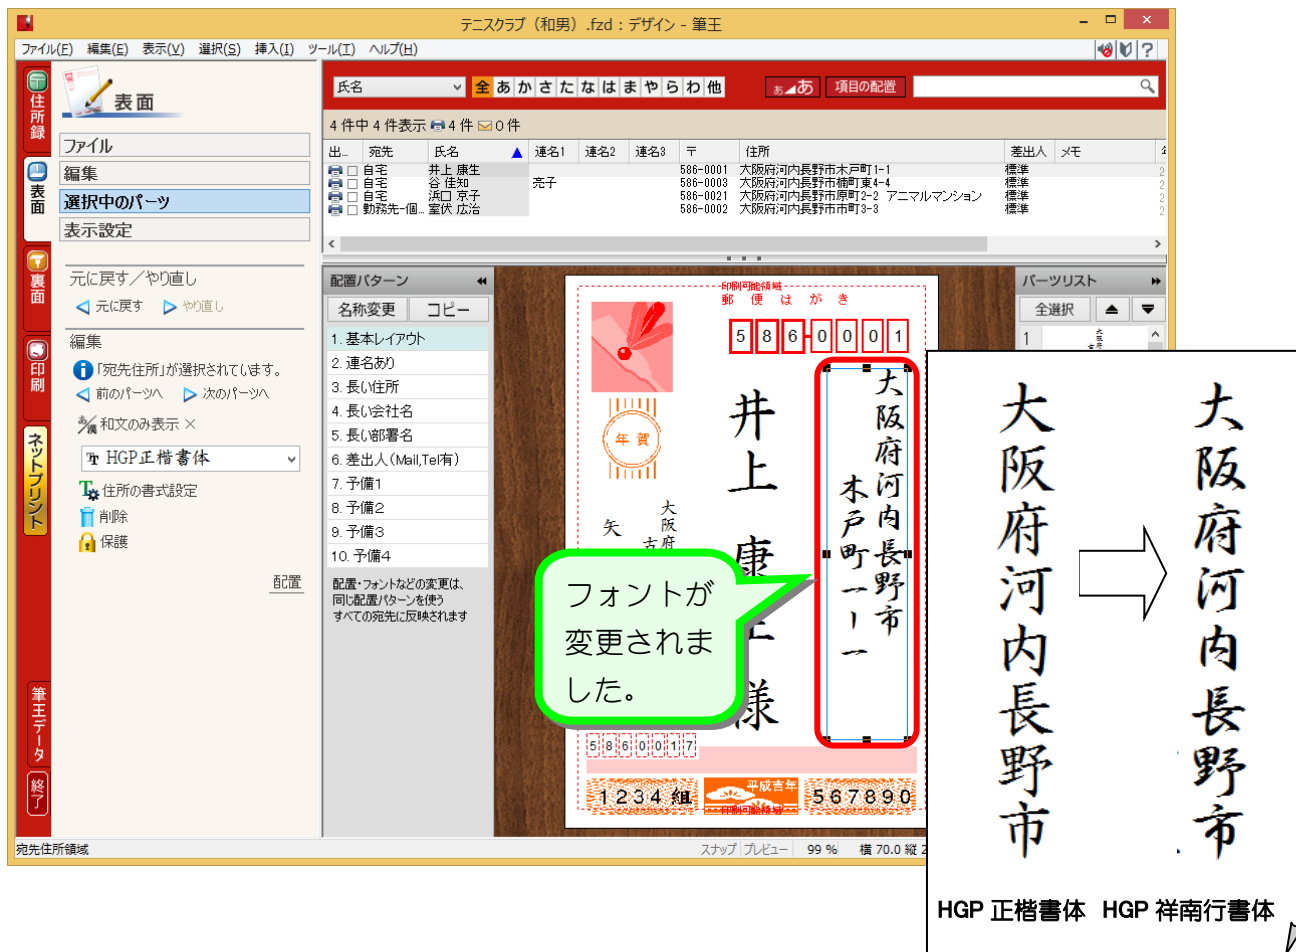 テニスクラブ（和男）.fzd：デザイン - 筆王
ファイル(F) 編集(E) 表示(V) 選択(S) 挿入(I) ツール(T) ヘルプ(H)
住所録
表面
裏面
印刷
ネットプリント
筆王データ
終了
表面
ファイル
編集
選択中のパーツ
表示設定
元に戻す／やり直し
元に戻す やり直し
編集
「宛先住所」が選択されています。
前のパーツへ 次のパーツへ
和文のみ表示 ×
HGP正楷書体
住所の書式設定
削除
保護
配置
氏名 全 あ か さ た な は ま や ら わ 他 あ あ 項目の配置
4 件中 4 件表示 4 件 0 件
出... 宛先 氏名 連名1 連名2 連名3 〒 住所 差出人 メモ
自宅 井上 康生 586-0001 大阪府河内長野市木戸町1-1 標準
自宅 谷 佳知 亮子 586-0003 大阪府河内長野市楠町東4-4 標準
自宅 浜口 京子 586-0021 大阪府河内長野市原町2-2 アニマルマンション 標準
勤務先-個... 室伏 広治 586-0002 大阪府河内長野市市町3-3 標準
配置パターン
名称変更 コピー
1. 基本レイアウト
2. 連名あり
3. 長い住所
4. 長い会社名
5. 長い部署名
6. 差出人(Mail,Tel有)
7. 予備1
8. 予備2
9. 予備3
10. 予備4
配置・フォントなどの変更は、
同じ配置パターンを使う
すべての宛先に反映されます
印刷可能領域
郵便はがき
586-0001
大阪府河内長野市
木戸町一ー一
井上 康生 様
年賀
大阪府
矢
5860017
1234組
平成吉年
567890
印刷可能領域
フォントが
変更されま
した。
パーツリスト
全選択
1
大阪府河内長野市
大阪府河内長野市
HGP 正楷書体 HGP 祥南行書体
宛先住所領域
スナップ プレビュー 99 % 横 70.0 縦 2